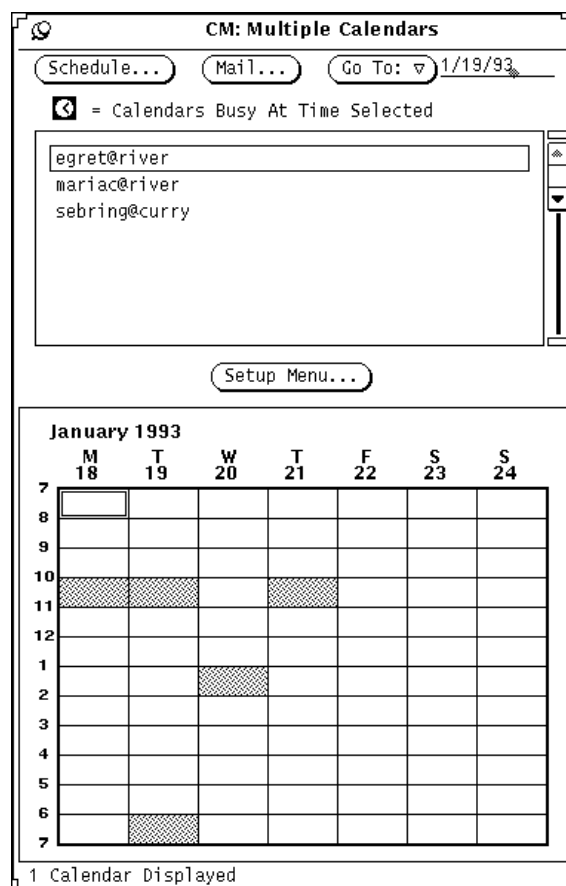 CM: Multiple Calendars
Schedule... Mail... Go To: 1/19/93
= Calendars Busy At Time Selected
egret@river
mariac@river
sebring@curry
Setup Menu...
January 1993
M T W T F S S
18 19 20 21 22 23 24
7
8
9
10
11
12
1
2
3
4
5
6
7
1 Calendar Displayed